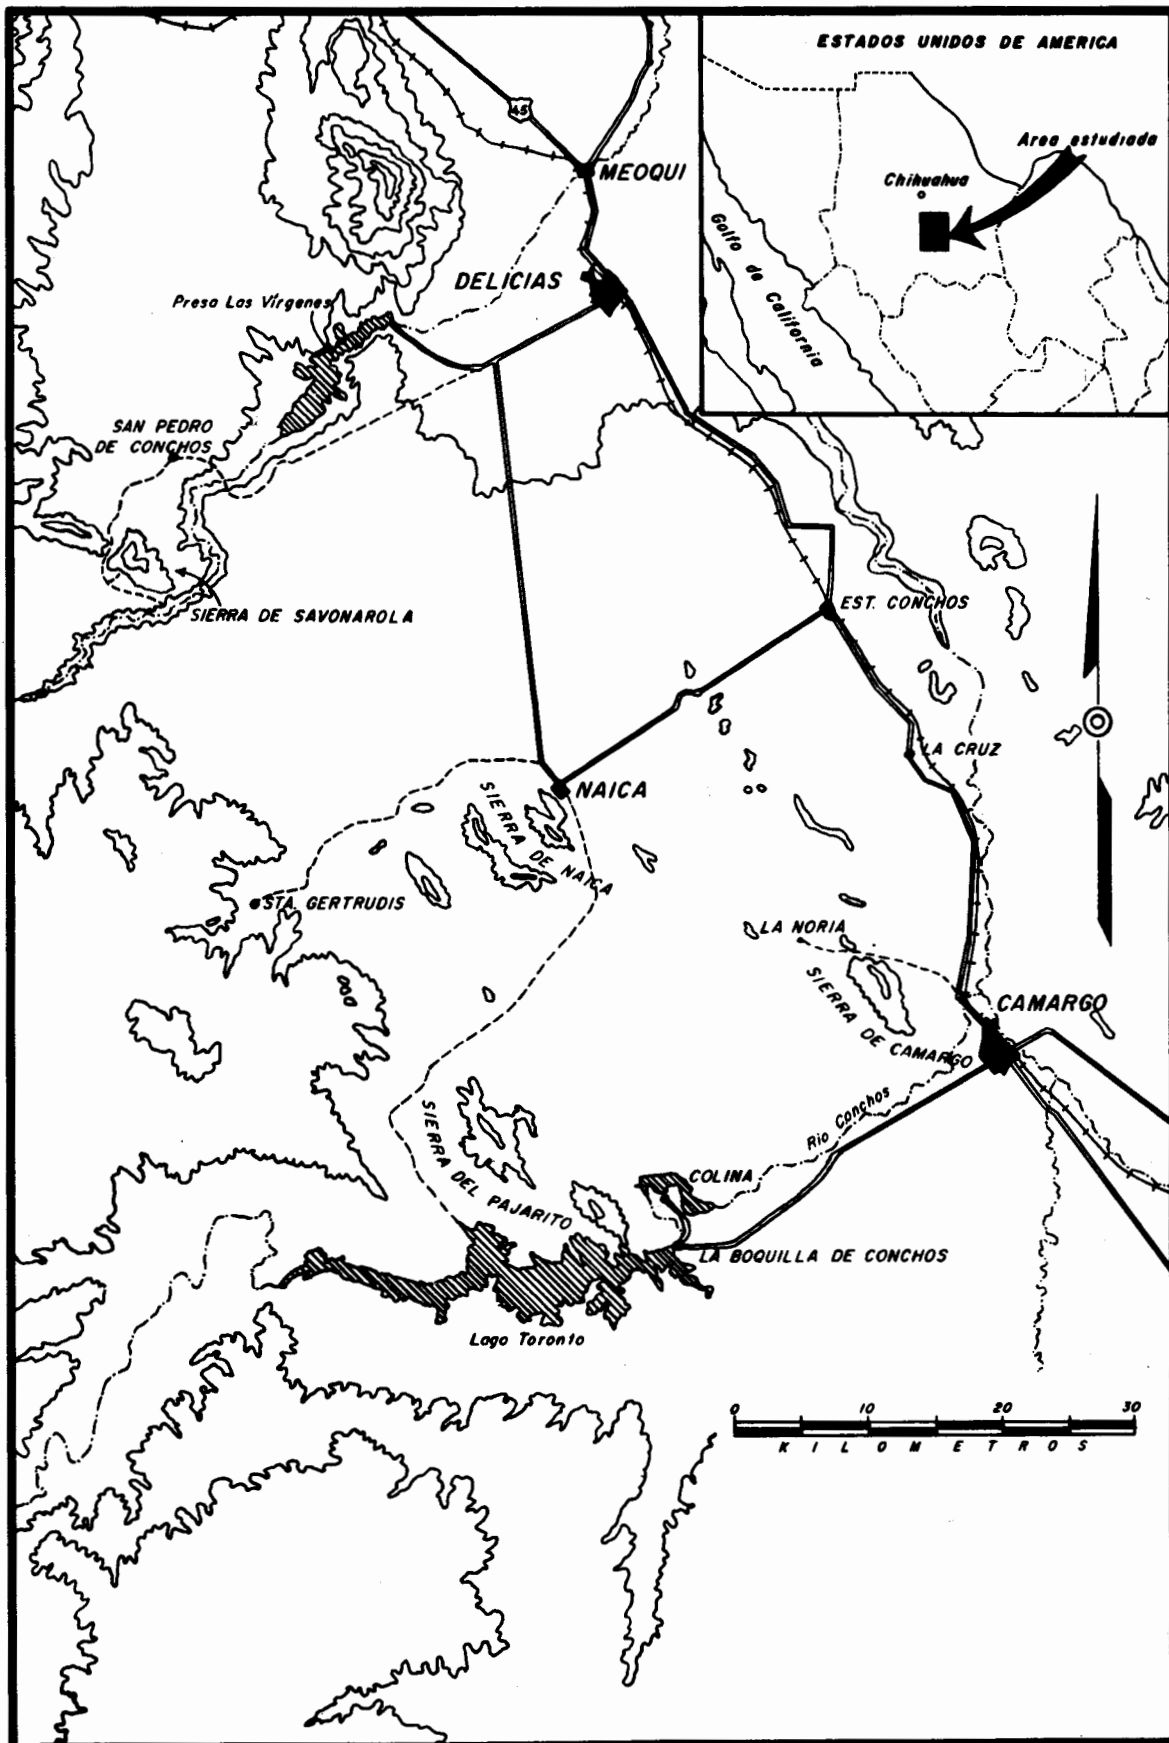 ESTADOS UNIDOS DE AMERICA
Area estudiada
Chihuahua
Golfo de California
45
MEOQUI
DELICIAS
Presa Las Vírgenes
SAN PEDRO
DE CONCHOS
SIERRA DE SAVONAROLA
EST. CONCHOS
LA CRUZ
NAICA
SIERRA DE NAICA
STA. GERTRUDIS
LA NORIA
SIERRA DE CAMARGO
CAMARGO
Rio Conchos
SIERRA DEL PAJARITO
COLINA
LA BOQUILLA DE CONCHOS
Lago Toronto
0 10 20 30
KILOMETROS